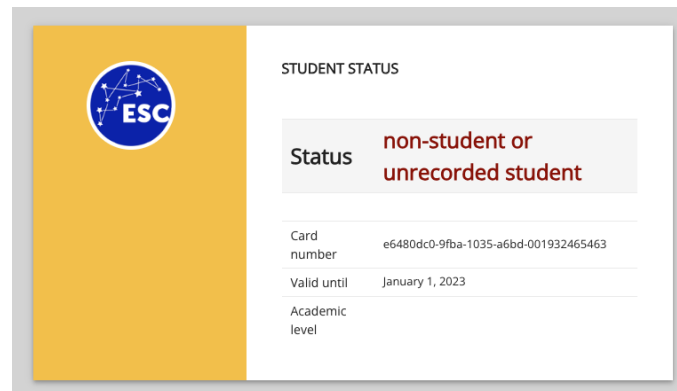 ESC
STUDENT STATUS
Status
non-student or
unrecorded student
Card
number
e6480dc0-9fba-1035-a6bd-001932465463
Valid until
January 1, 2023
Academic
level